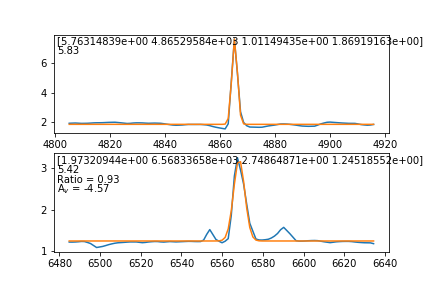 [5.76314839e+00 4.86529584e+03 1.01149435e+00 1.86919163e+00]
5.83
6
4
2
4800 4820 4840 4860 4880 4900 4920
[1.97320944e+00 6.56833658e+03 2.74864871e+00 1.24518552e+00]
5.42
Ratio = 0.93
Av = -4.57
3
2
1
6480 6500 6520 6540 6560 6580 6600 6620 6640